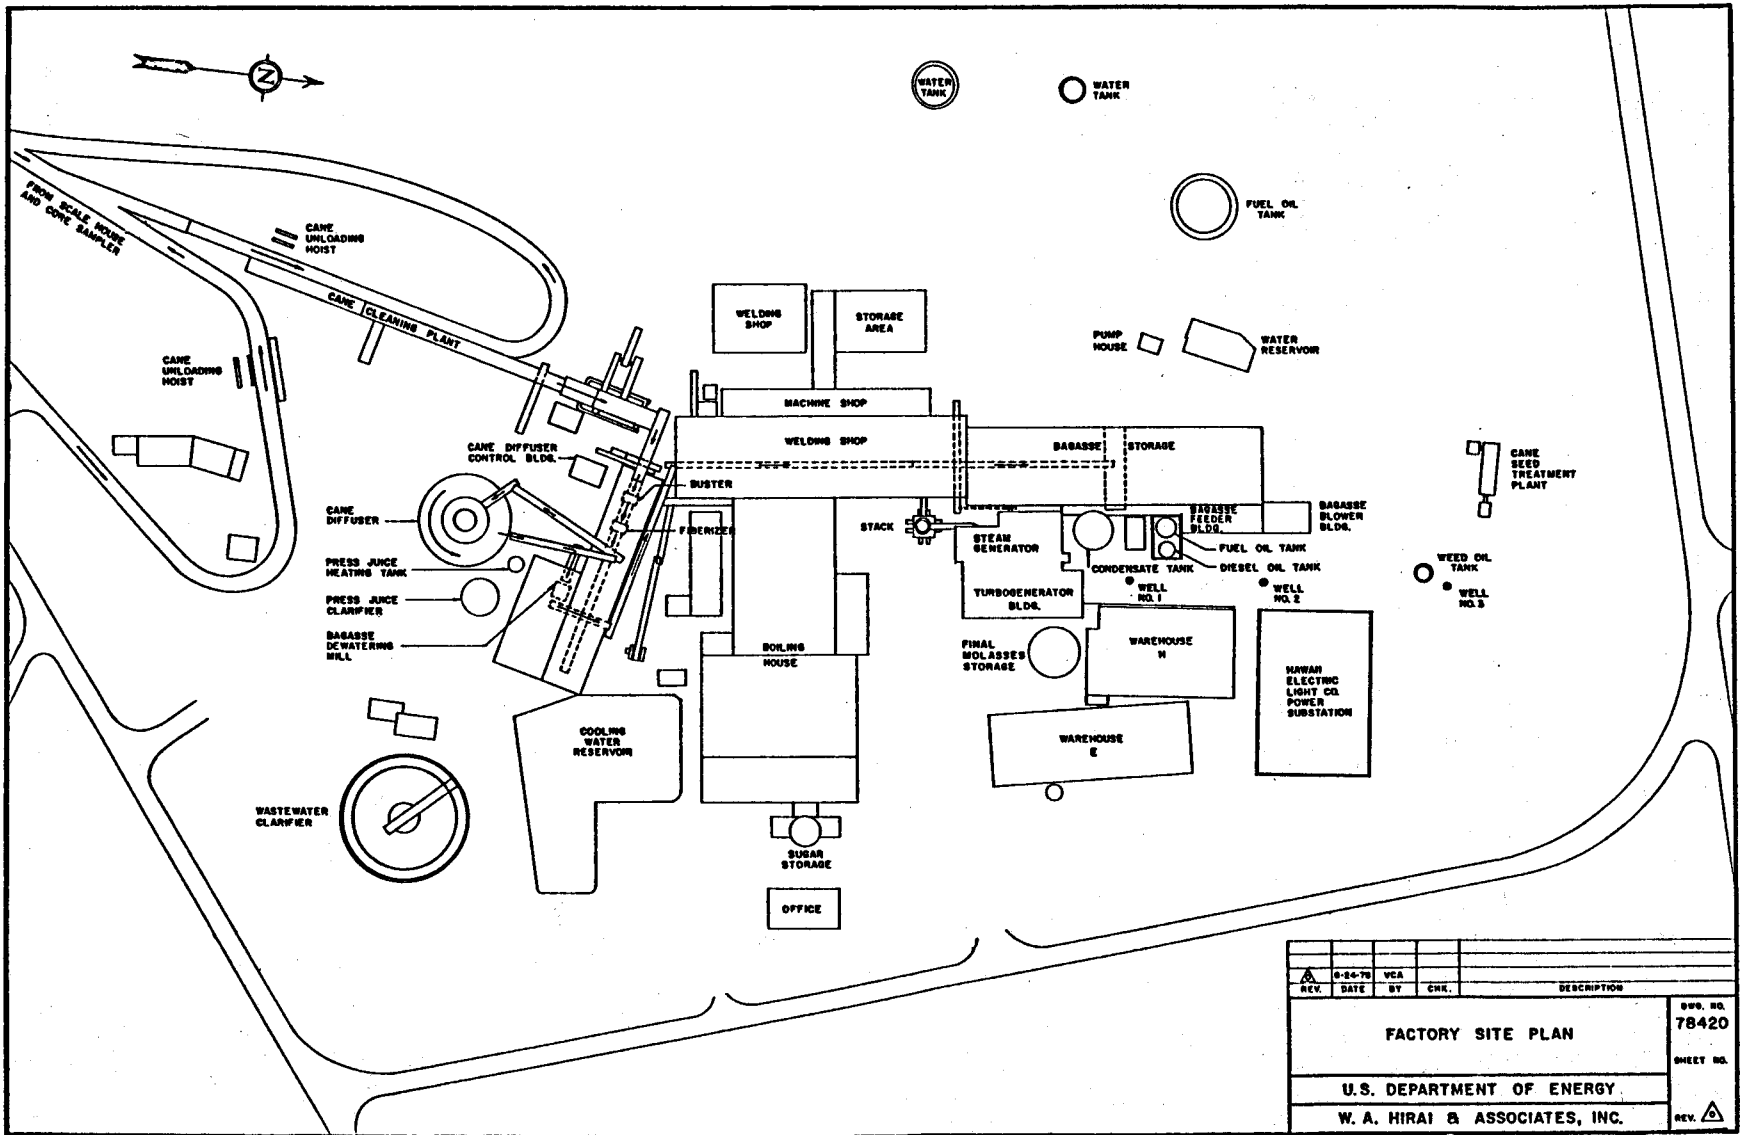 N
WATER
TANK
WATER
TANK
FUEL OIL
TANK
FROM SCALE HOUSE
AND CORE SAMPLER
CANE
UNLOADING
HOIST
CANE CLEANING PLANT
CANE
UNLOADING
HOIST
WELDING
SHOP
STORAGE
AREA
PUMP
HOUSE
WATER
RESERVOIR
MACHINE SHOP
WELDING SHOP
BAGASSE STORAGE
CANE DIFFUSER
CONTROL BLDG.
BUSTER
FIBERIZER
CANE
DIFFUSER
PRESS JUICE
HEATING TANK
PRESS JUICE
CLARIFIER
BAGASSE
DEWATERING
MILL
STACK
STEAM
GENERATOR
TURBOGENERATOR
BLDG.
BAGASSE
FEEDER
BLDG.
BAGASSE
BLOWER
BLDG.
CANE
SEED
TREATMENT
PLANT
FUEL OIL TANK
DIESEL OIL TANK
CONDENSATE TANK
WELL
NO. 1
WELL
NO. 2
WEED OIL
TANK
WELL
NO. 3
BOILING
HOUSE
FINAL
MOLASSES
STORAGE
WAREHOUSE
H
WAREHOUSE
E
HAWAII
ELECTRIC
LIGHT CO.
POWER
SUBSTATION
COOLING
WATER
RESERVOIR
WASTEWATER
CLARIFIER
SUGAR
STORAGE
OFFICE
6-24-78 VCA
REV. DATE BY CHK. DESCRIPTION
FACTORY SITE PLAN
DWG. NO.
78420
SHEET NO.
U.S. DEPARTMENT OF ENERGY
W. A. HIRAI & ASSOCIATES, INC.
REV. 0